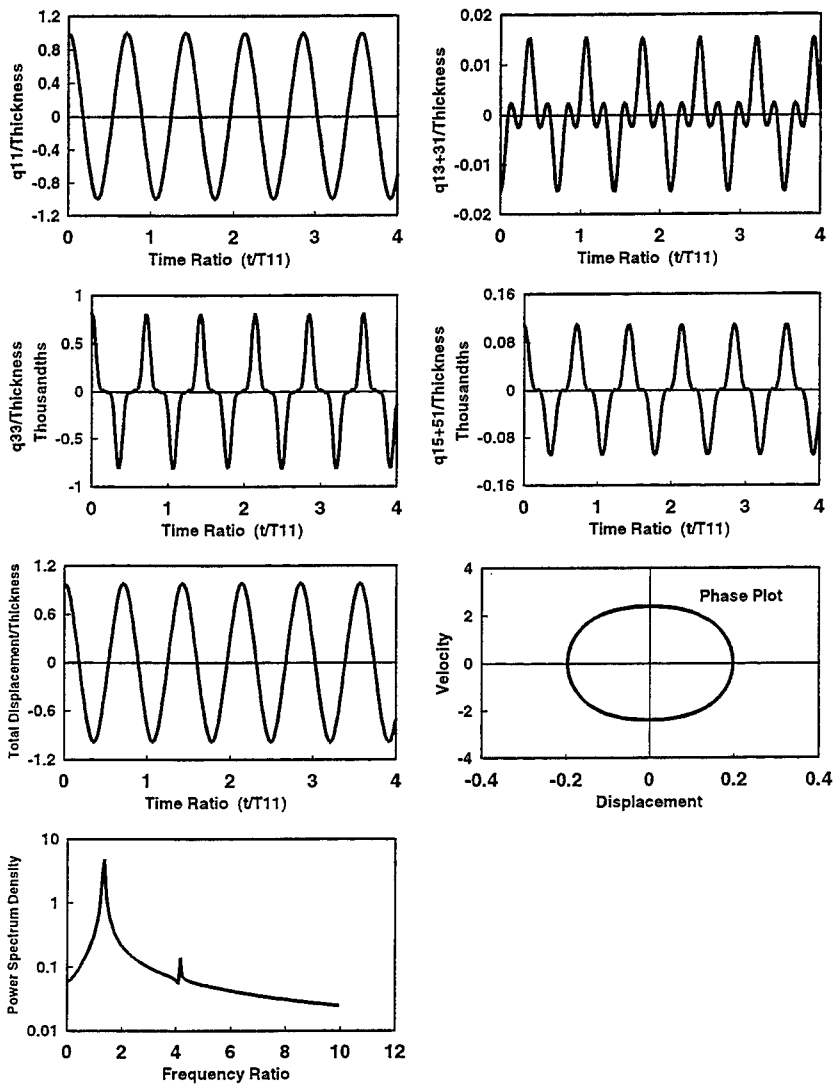 q11/Thickness
1.2
0.8
0.4
0
-0.4
-0.8
-1.2
0 1 2 3 4
Time Ratio (t/T11)
q13+31/Thickness
0.02
0.01
0
-0.01
-0.02
0 1 2 3 4
Time Ratio (t/T11)
q33/Thickness
Thousandths
1
0.5
0
-0.5
-1
0 1 2 3 4
Time Ratio (t/T11)
q15+51/Thickness
Thousandths
0.16
0.08
0
-0.08
-0.16
0 1 2 3 4
Time Ratio (t/T11)
Total Displacement/Thickness
1.2
0.6
0
-0.6
-1.2
0 1 2 3 4
Time Ratio (t/T11)
Velocity
4
2
0
-2
-4
Phase Plot
-0.4 -0.2 0 0.2 0.4
Displacement
Power Spectrum Density
10
1
0.1
0.01
0 2 4 6 8 10 12
Frequency Ratio